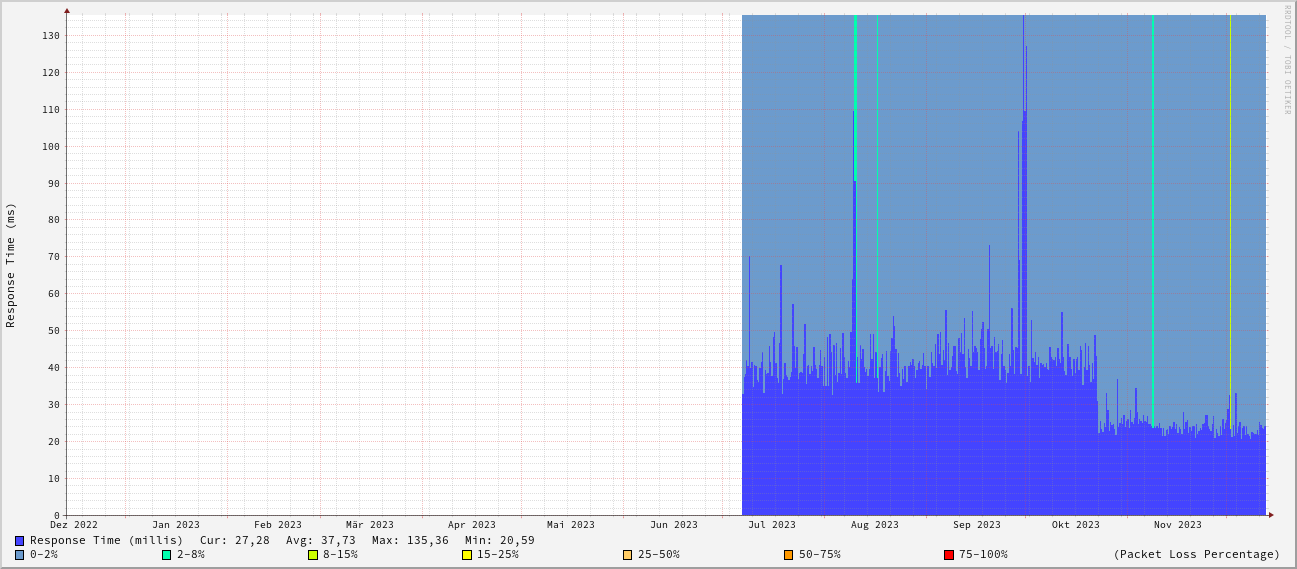 RRDTOOL / TOBI OETIKER
Response Time (ms)
130
120
110
100
90
80
70
60
50
40
30
20
10
0
Dez 2022 Jan 2023 Feb 2023 Mär 2023 Apr 2023 Mai 2023 Jun 2023 Jul 2023 Aug 2023 Sep 2023 Okt 2023 Nov 2023
Response Time (millis) Cur: 27,28 Avg: 37,73 Max: 135,36 Min: 20,59
0-2% 2-8% 8-15% 15-25% 25-50% 50-75% 75-100% (Packet Loss Percentage)